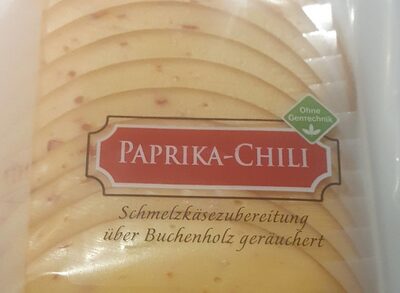 Ohne
Gentechnik
PAPRIKA-CHILI
Schmelzkäsezubereitung
über Buchenholz geräuchert